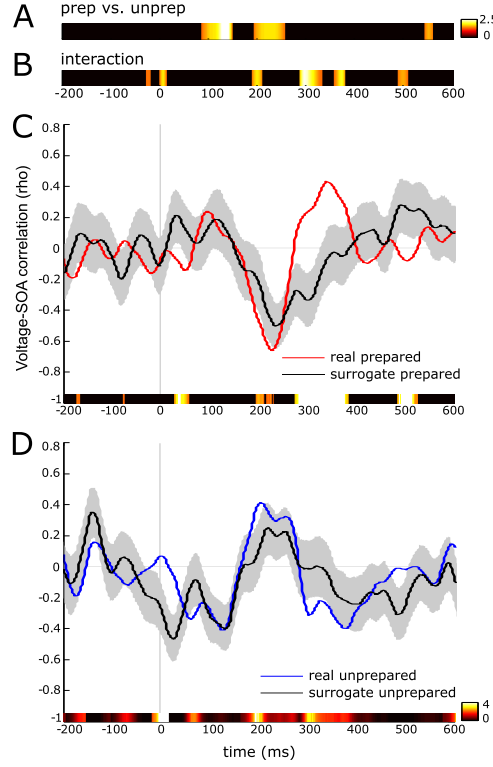 A prep vs. unprep
2.5
0
B interaction
-200 -100 0 100 200 300 400 500 600
C
0.8
0.6
0.4
0.2
0
-0.2
-0.4
-0.6
-0.8
-1
Voltage-SOA correlation (rho)
real prepared
surrogate prepared
-200 -100 0 100 200 300 400 500 600
D
0.8
0.6
0.4
0.2
0
-0.2
-0.4
-0.6
-0.8
-1
real unprepared
surrogate unprepared
4
0
-200 -100 0 100 200 300 400 500 600
time (ms)